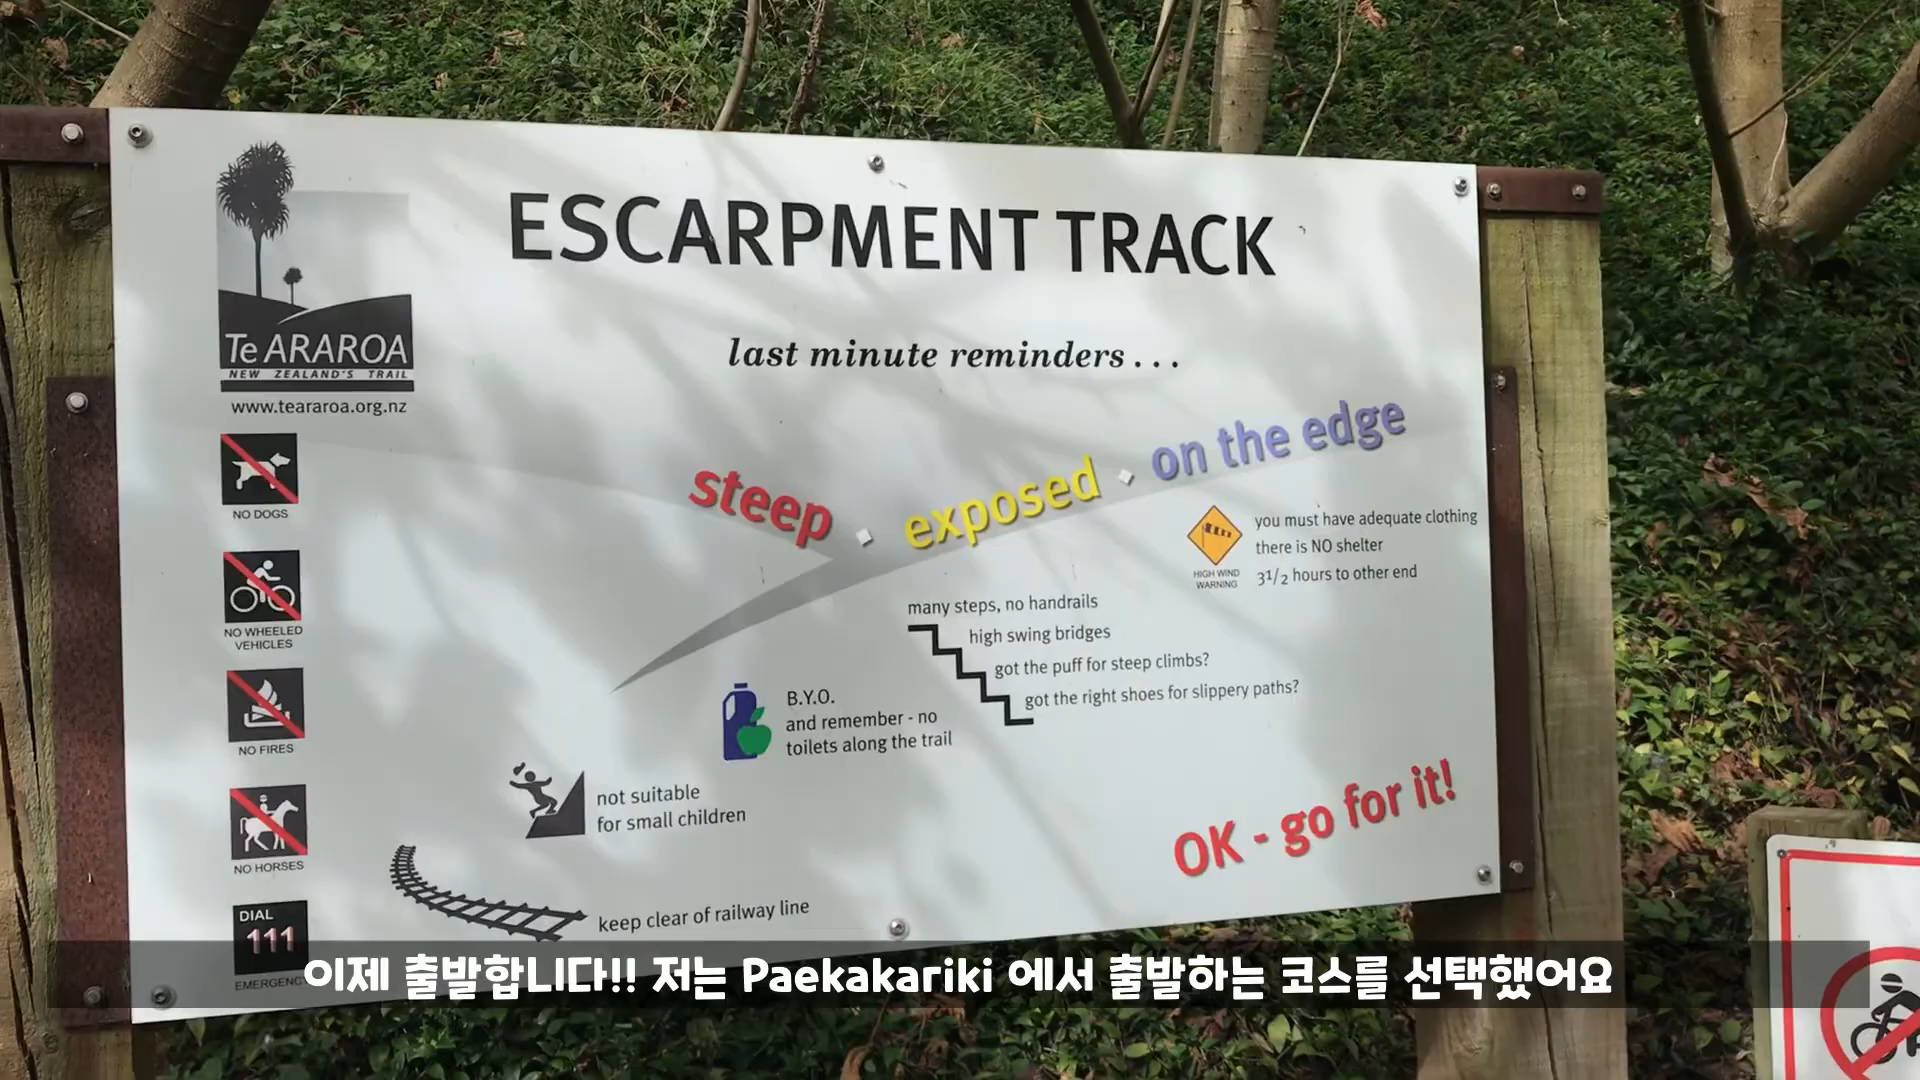 ESCARPMENT TRACK
Te ARAROA
NEW ZEALAND'S TRAIL
www.teararoa.org.nz
last minute reminders...
steep · exposed · on the edge
NO DOGS
NO WHEELED
VEHICLES
NO FIRES
NO HORSES
DIAL
111
EMERGENC
HIGH WIND
WARNING
you must have adequate clothing
there is NO shelter
3 1/2 hours to other end
many steps, no handrails
high swing bridges
got the puff for steep climbs?
got the right shoes for slippery paths?
B.Y.O.
and remember - no
toilets along the trail
not suitable
for small children
keep clear of railway line
OK - go for it!
이제 출발합니다!! 저는 Paekakariki 에서 출발하는 코스를 선택했어요